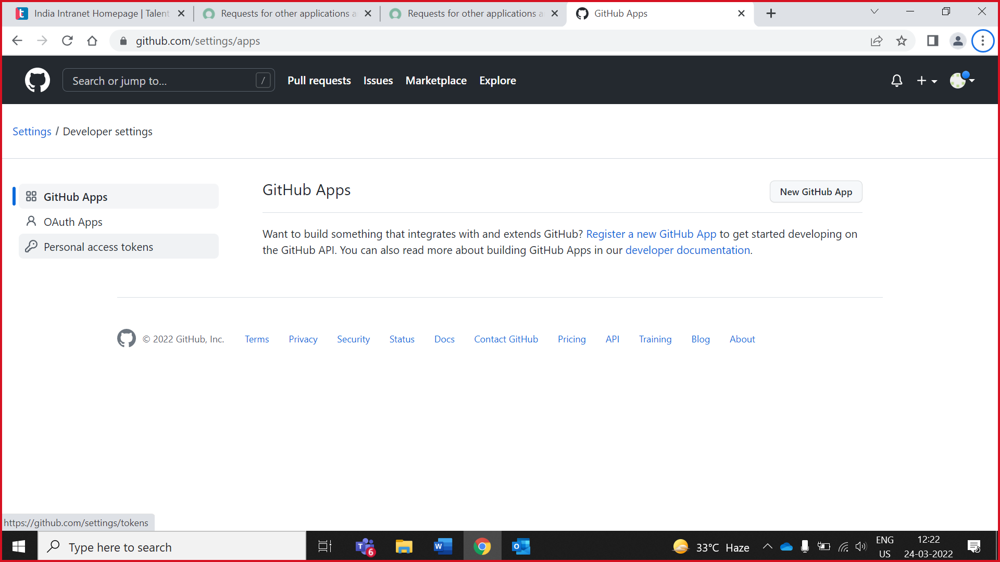 India Intranet Homepage | Talent
Requests for other applications a
Requests for other applications a
GitHub Apps
github.com/settings/apps
Search or jump to...
/
Pull requests
Issues
Marketplace
Explore
Settings / Developer settings
GitHub Apps
OAuth Apps
Personal access tokens
GitHub Apps
New GitHub App
Want to build something that integrates with and extends GitHub? Register a new GitHub App to get started developing on
the GitHub API. You can also read more about building GitHub Apps in our developer documentation.
© 2022 GitHub, Inc.
Terms
Privacy
Security
Status
Docs
Contact GitHub
Pricing
API
Training
Blog
About
https://github.com/settings/tokens
Type here to search
6
33°C Haze
ENG
US
12:22
24-03-2022